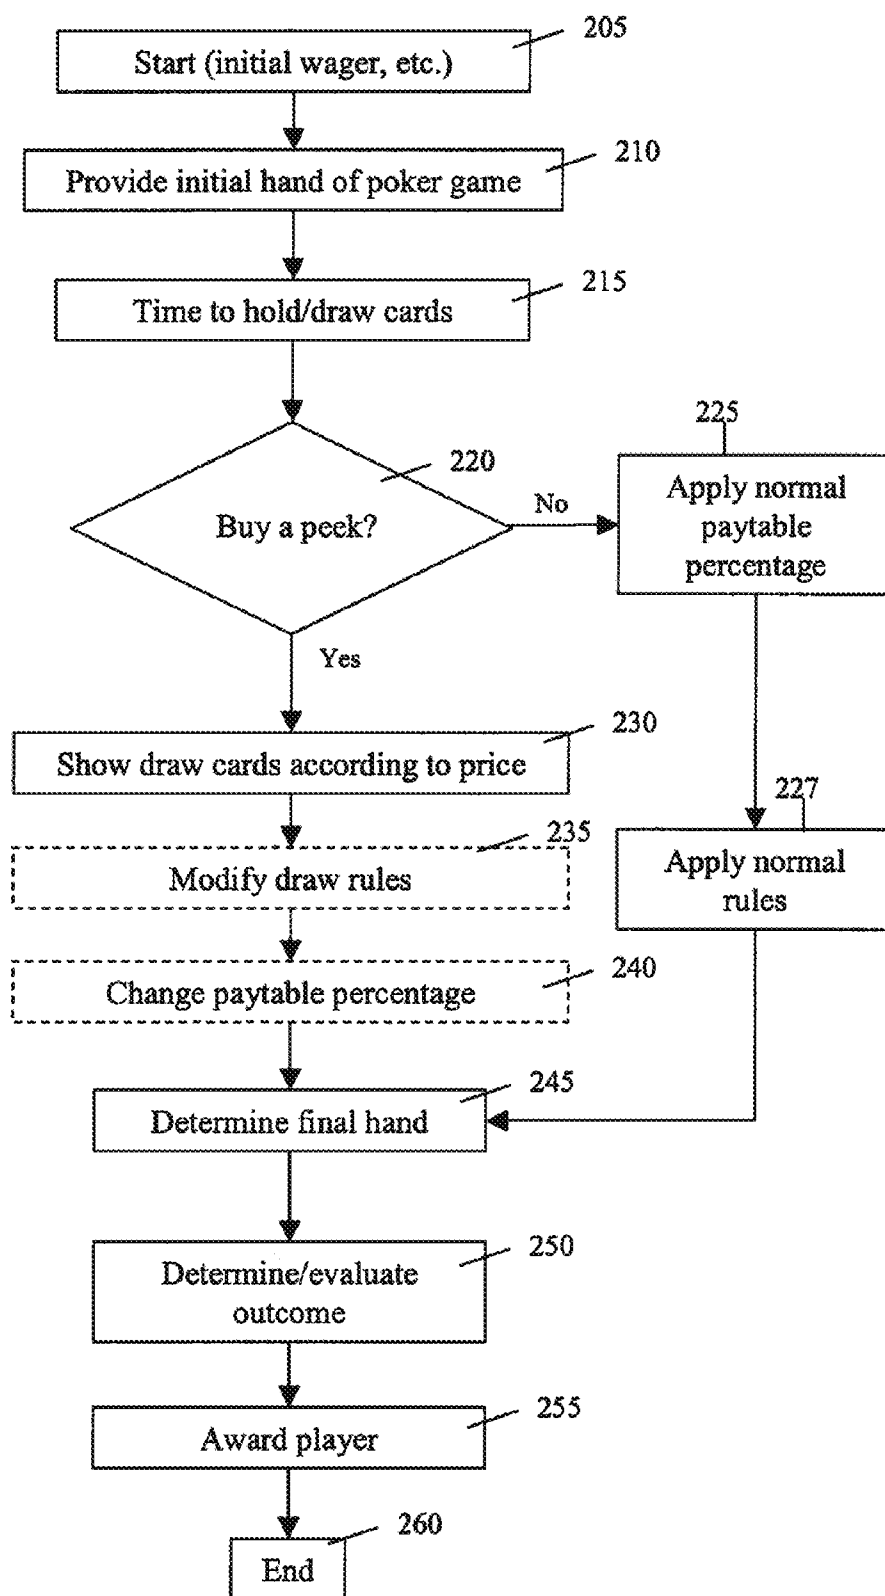 205
Start (initial wager, etc.)
210
Provide initial hand of poker game
215
Time to hold/draw cards
220
Buy a peek?
No
225
Apply normal
paytable
percentage
Yes
230
Show draw cards according to price
227
Apply normal
rules
235
Modify draw rules
240
Change paytable percentage
245
Determine final hand
250
Determine/evaluate
outcome
255
Award player
260
End